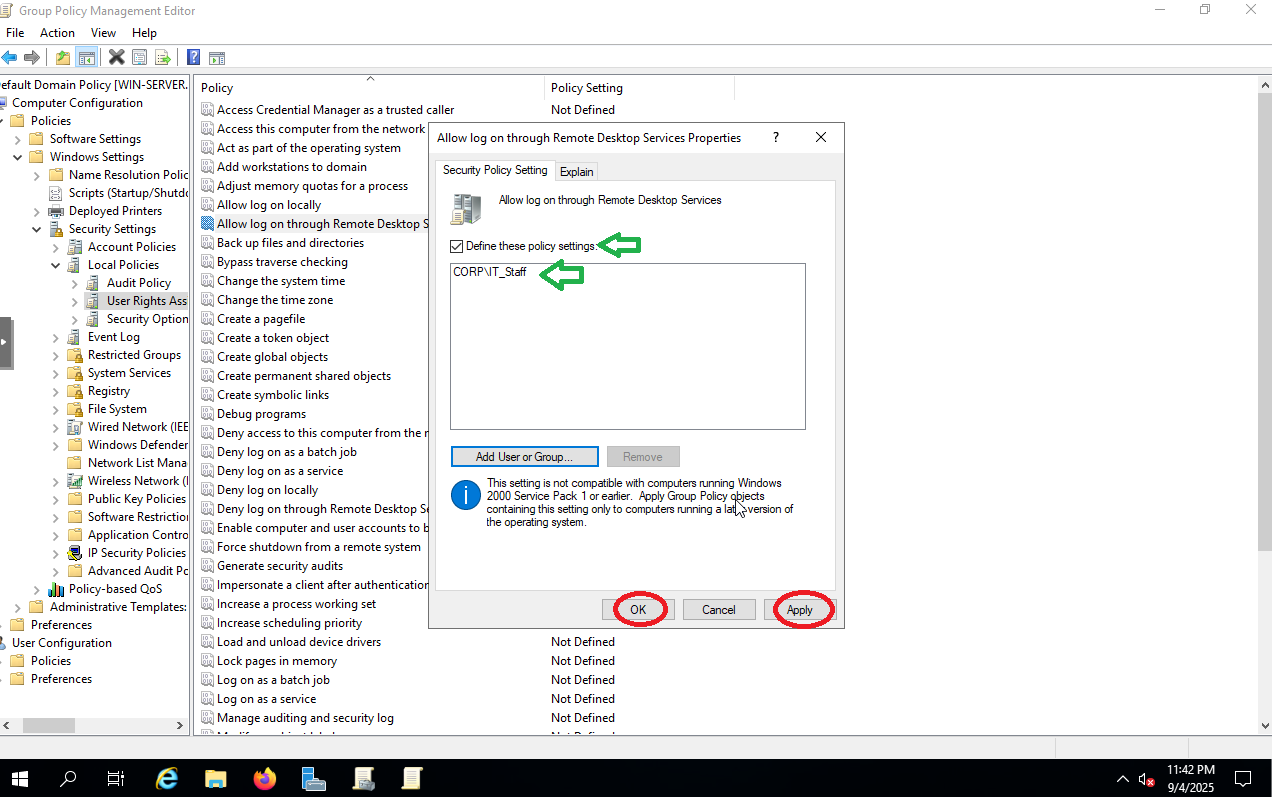 Group Policy Management Editor
File Action View Help
efault Domain Policy [WIN-SERVER.
Computer Configuration
Policies
Software Settings
Windows Settings
Name Resolution Polic
Scripts (Startup/Shutdo
Deployed Printers
Security Settings
Account Policies
Local Policies
Audit Policy
User Rights Ass
Security Option
Event Log
Restricted Groups
System Services
Registry
File System
Wired Network (IEE
Windows Defender
Network List Mana
Wireless Network (I
Public Key Policies
Software Restriction
Application Contro
IP Security Policies
Advanced Audit Po
Policy-based QoS
Administrative Templates:
Preferences
User Configuration
Policies
Preferences
Policy Policy Setting
Access Credential Manager as a trusted caller Not Defined
Access this computer from the network
Act as part of the operating system
Add workstations to domain
Adjust memory quotas for a process
Allow log on locally
Allow log on through Remote Desktop S
Back up files and directories
Bypass traverse checking
Change the system time
Change the time zone
Create a pagefile
Create a token object
Create global objects
Create permanent shared objects
Create symbolic links
Debug programs
Deny access to this computer from the n
Deny log on as a batch job
Deny log on as a service
Deny log on locally
Deny log on through Remote Desktop Se
Enable computer and user accounts to b
Force shutdown from a remote system
Generate security audits
Impersonate a client after authentication
Increase a process working set
Increase scheduling priority
Load and unload device drivers Not Defined
Lock pages in memory Not Defined
Log on as a batch job Not Defined
Log on as a service Not Defined
Manage auditing and security log Not Defined
Allow log on through Remote Desktop Services Properties ?
Security Policy Setting Explain
Allow log on through Remote Desktop Services
Define these policy settings:
CORP\IT_Staff
Add User or Group... Remove
This setting is not compatible with computers running Windows
2000 Service Pack 1 or earlier. Apply Group Policy objects
containing this setting only to computers running a later version of
the operating system.
OK Cancel Apply
11:42 PM
9/4/2025